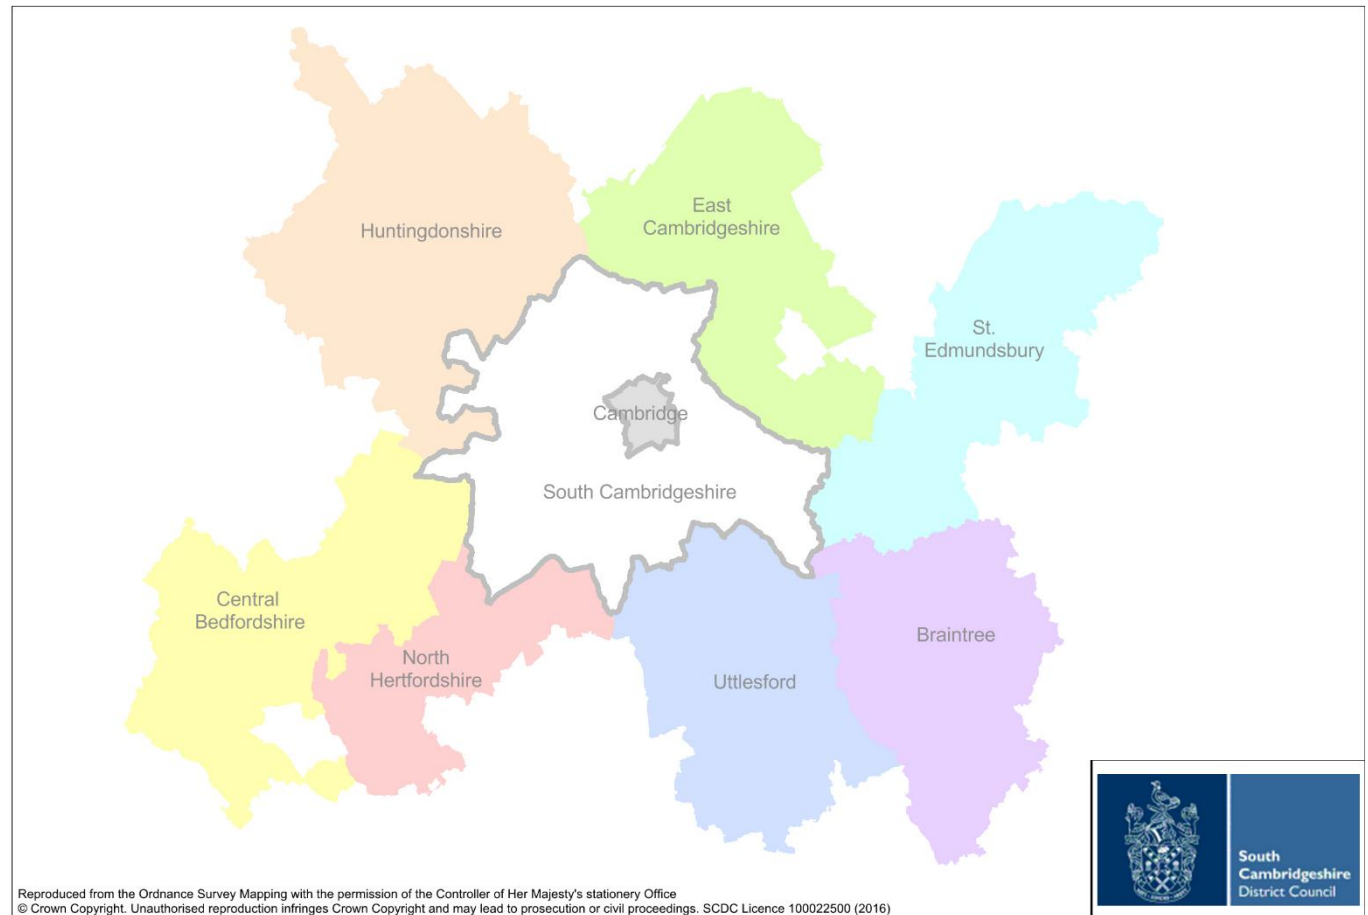 Huntingdonshire
East
Cambridgeshire
St.
Edmundsbury
Cambridge
South Cambridgeshire
Central
Bedfordshire
North
Hertfordshire
Uttlesford
Braintree
South
Cambridgeshire
District Council
Reproduced from the Ordnance Survey Mapping with the permission of the Controller of Her Majesty's stationery Office
© Crown Copyright. Unauthorised reproduction infringes Crown Copyright and may lead to prosecution or civil proceedings. SCDC Licence 100022500 (2016)